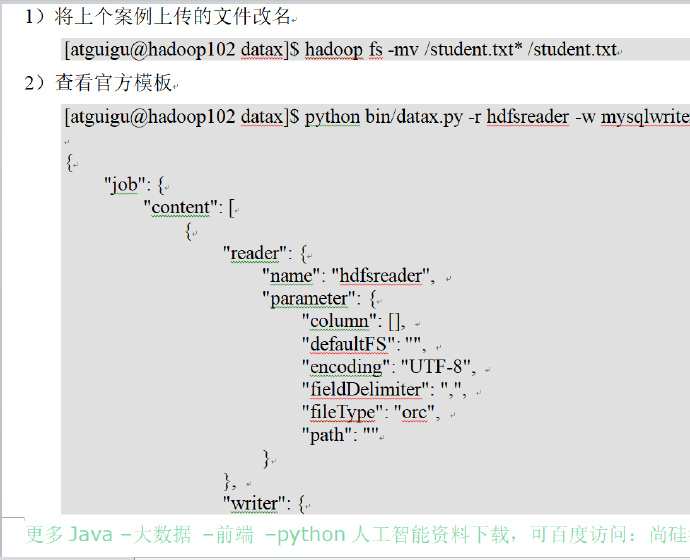 1）将上个案例上传的文件改名
[atguigu@hadoop102 datax]$ hadoop fs -mv /student.txt* /student.txt
2）查看官方模板
[atguigu@hadoop102 datax]$ python bin/datax.py -r hdfsreader -w mysqlwrite
{
"job": {
"content": [
{
"reader": {
"name": "hdfsreader",
"parameter": {
"column": [],
"defaultFS": "",
"encoding": "UTF-8",
"fieldDelimiter": ",",
"fileType": "orc",
"path": ""
}
},
"writer": {
更多 Java –大数据 –前端 –python 人工智能资料下载，可百度访问：尚硅